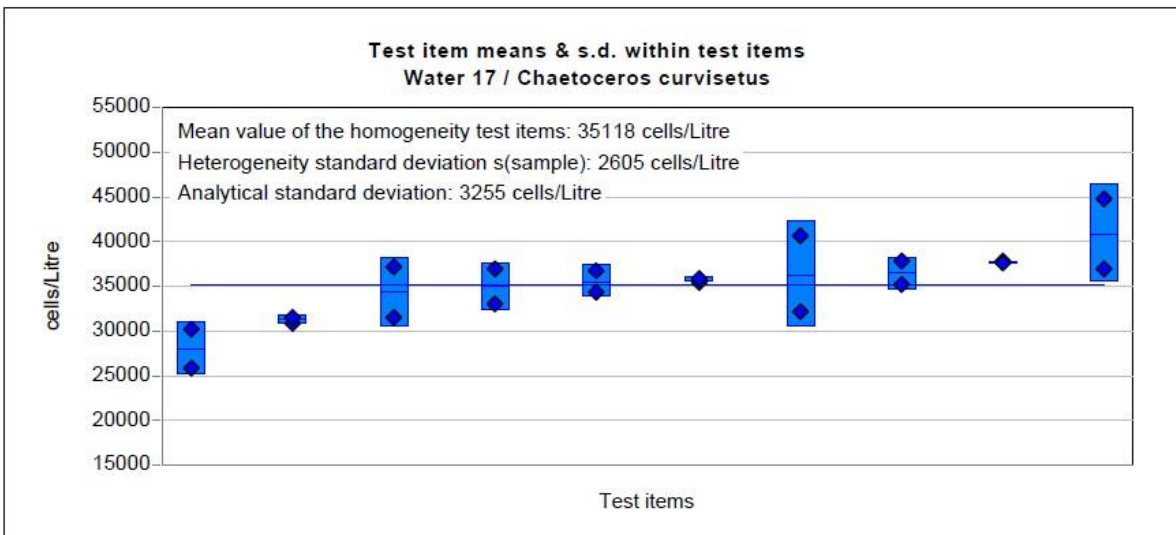 Test item means & s.d. within test items
Water 17 / Chaetoceros curvisetus
55000
50000
45000
40000
35000
30000
25000
20000
15000
cells/Litre
Mean value of the homogeneity test items: 35118 cells/Litre
Heterogeneity standard deviation s(sample): 2605 cells/Litre
Analytical standard deviation: 3255 cells/Litre
Test items